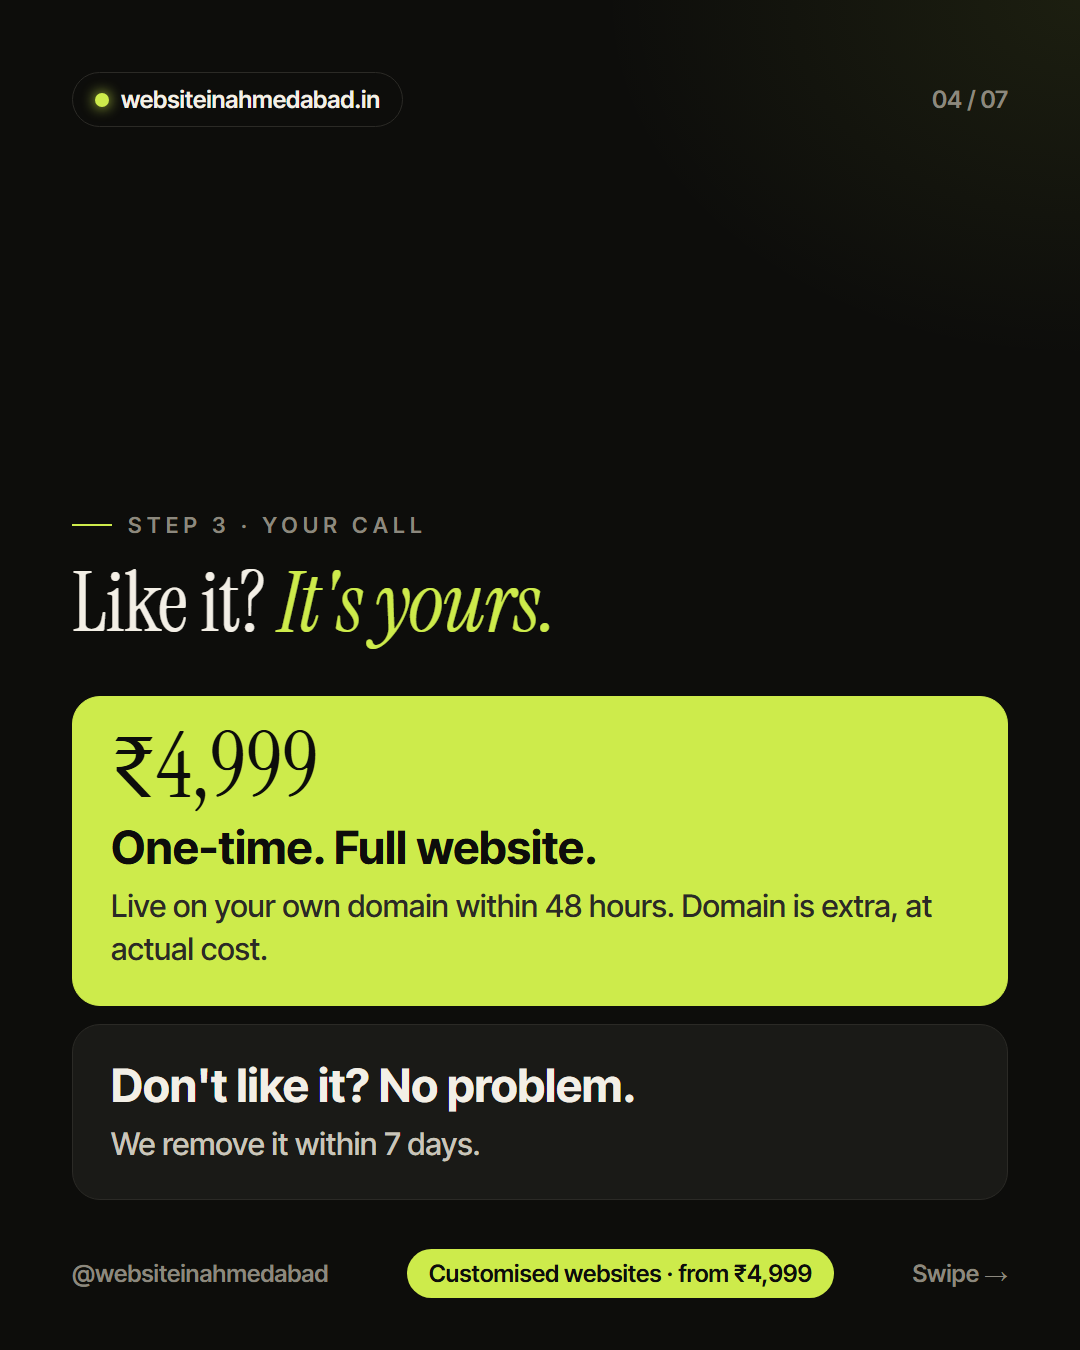 websiteinahmedabad.in
04 / 07
STEP 3 · YOUR CALL
Like it? It's yours.
₹4,999
One-time. Full website.
Live on your own domain within 48 hours. Domain is extra, at
actual cost.
Don't like it? No problem.
We remove it within 7 days.
@websiteinahmedabad
Customised websites · from ₹4,999
Swipe →